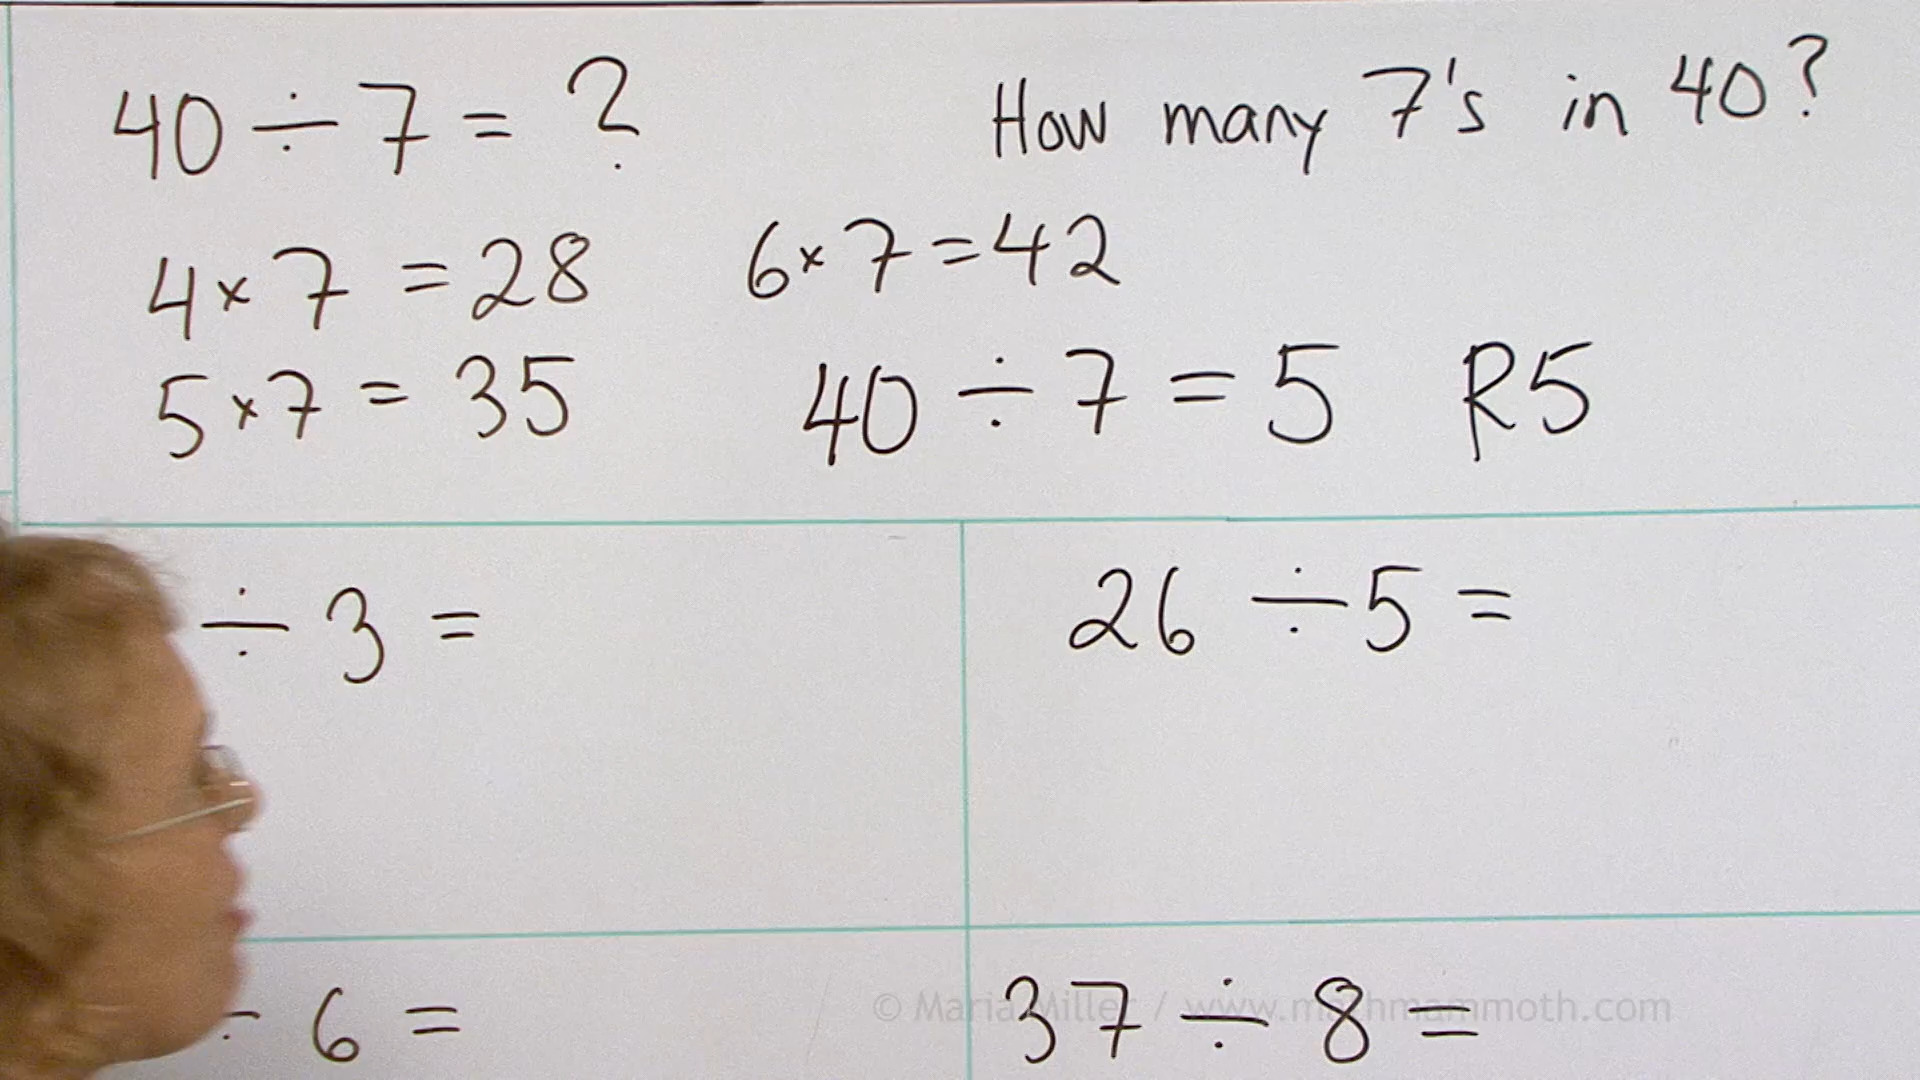 40 ÷ 7 = ?
How many 7's in 40?
4 × 7 = 28
6 × 7 = 42
5 × 7 = 35
40 ÷ 7 = 5 R5
÷ 3 =
26 ÷ 5 =
÷ 6 =
37 ÷ 8 =
© Maria Miller / www.mathmammoth.com